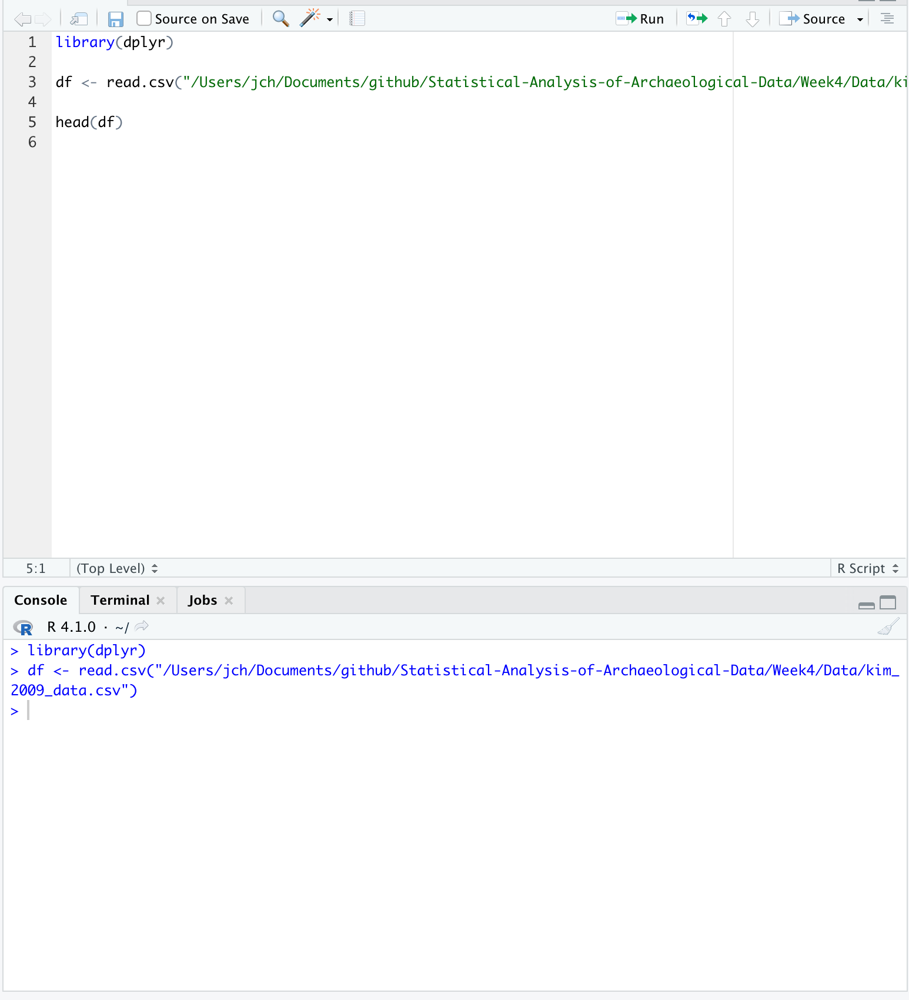 Source on Save Run Source
1 library(dplyr)
2
3 df <- read.csv("/Users/jch/Documents/github/Statistical-Analysis-of-Archaeological-Data/Week4/Data/ki
4
5 head(df)
6
5:1 (Top Level) R Script
Console Terminal Jobs
R R 4.1.0 · ~/
> library(dplyr)
> df <- read.csv("/Users/jch/Documents/github/Statistical-Analysis-of-Archaeological-Data/Week4/Data/kim_
2009_data.csv")
>